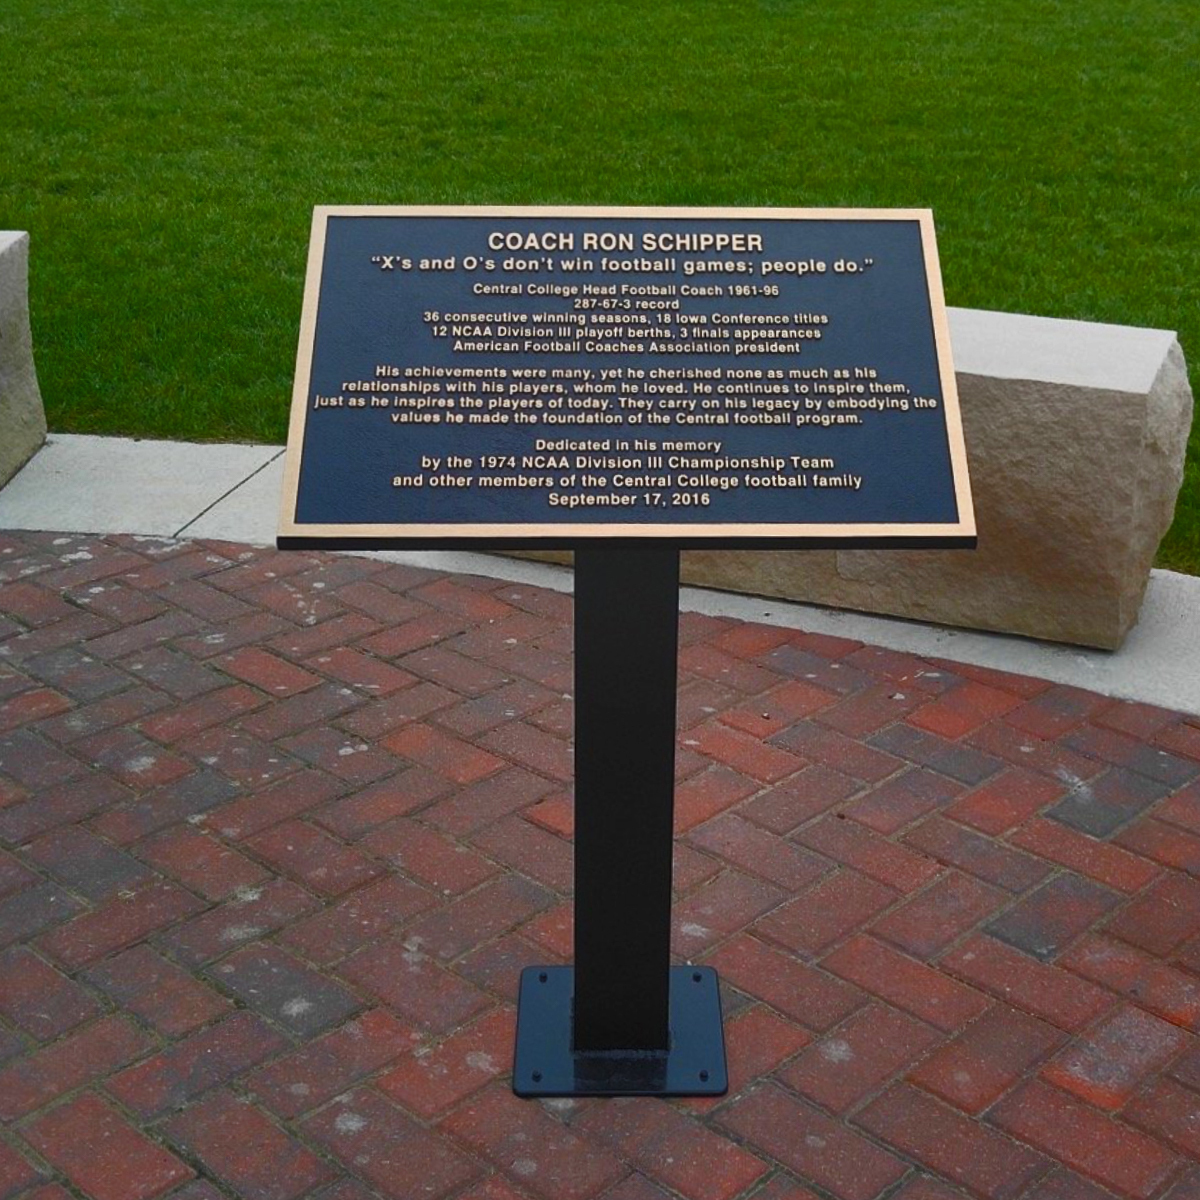 COACH RON SCHIPPER
“X’s and O’s don’t win football games; people do.”
Central College Head Football Coach 1961-96
287-67-3 record
36 consecutive winning seasons, 18 Iowa Conference titles
12 NCAA Division III playoff berths, 3 finals appearances
American Football Coaches Association president
His achievements were many, yet he cherished none as much as his
relationships with his players, whom he loved. He continues to inspire them,
just as he inspires the players of today. They carry on his legacy by embodying the
values he made the foundation of the Central football program.
Dedicated in his memory
by the 1974 NCAA Division III Championship Team
and other members of the Central College football family
September 17, 2016